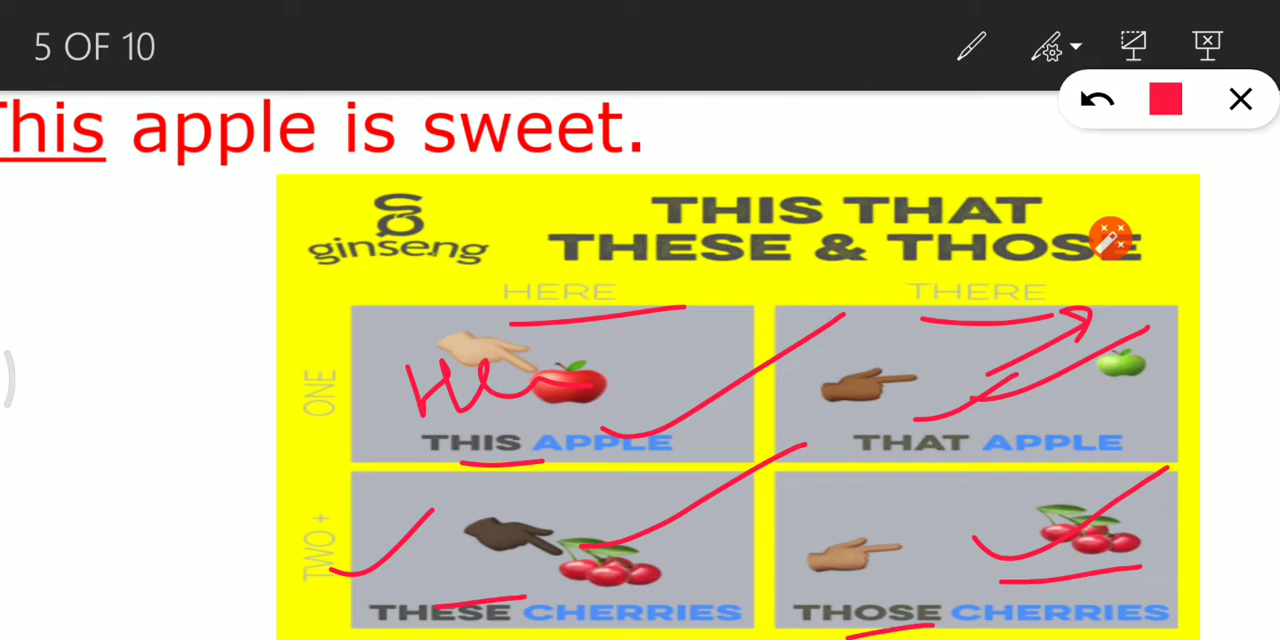 5 OF 10
This apple is sweet.
ginseng
THIS THAT
THESE & THOSE
HERE
THERE
ONE
THIS APPLE
THAT APPLE
TWO +
THESE CHERRIES
THOSE CHERRIES